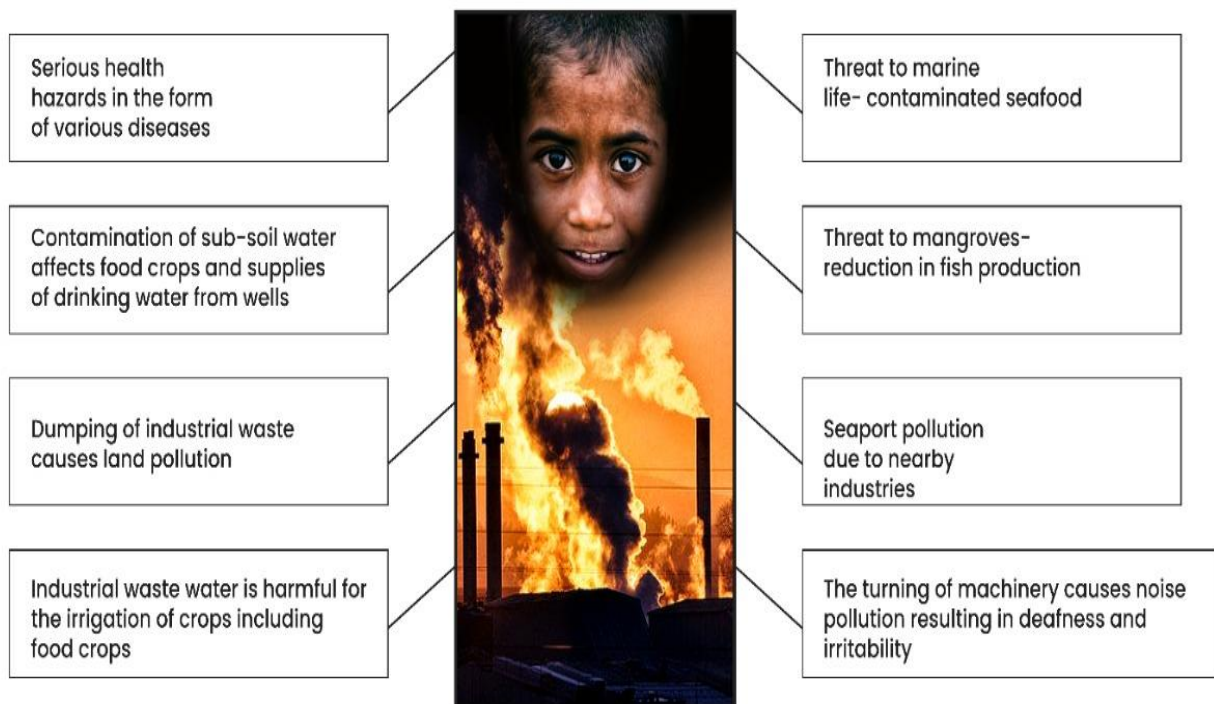 Serious health
hazards in the form
of various diseases
Contamination of sub-soil water
affects food crops and supplies
of drinking water from wells
Dumping of industrial waste
causes land pollution
Industrial waste water is harmful for
the irrigation of crops including
food crops
Threat to marine
life- contaminated seafood
Threat to mangroves-
reduction in fish production
Seaport pollution
due to nearby
industries
The turning of machinery causes noise
pollution resulting in deafness and
irritability